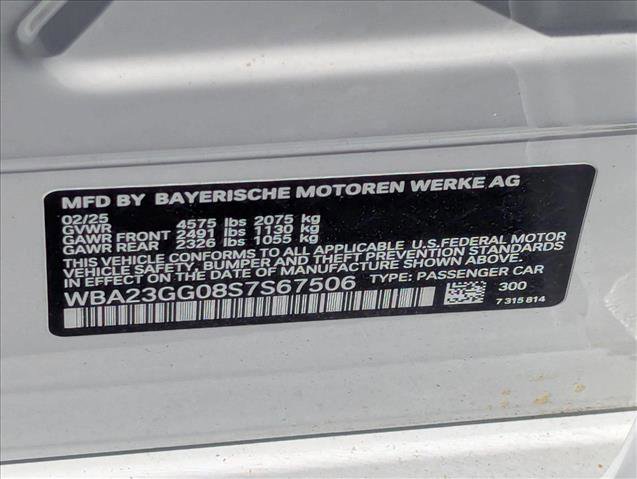 MFD BY BAYERISCHE MOTOREN WERKE AG
02/25
GVWR 4575 lbs 2075 kg
GAWR FRONT 2491 lbs 1130 kg
GAWR REAR 2326 lbs 1055 kg
THIS VEHICLE CONFORMS TO ALL APPLICABLE U.S.FEDERAL MOTOR
VEHICLE SAFETY, BUMPER, AND THEFT PREVENTION STANDARDS
IN EFFECT ON THE DATE OF MANUFACTURE SHOWN ABOVE.
WBA23GG08S7S67506 TYPE: PASSENGER CAR
300
7 315 814